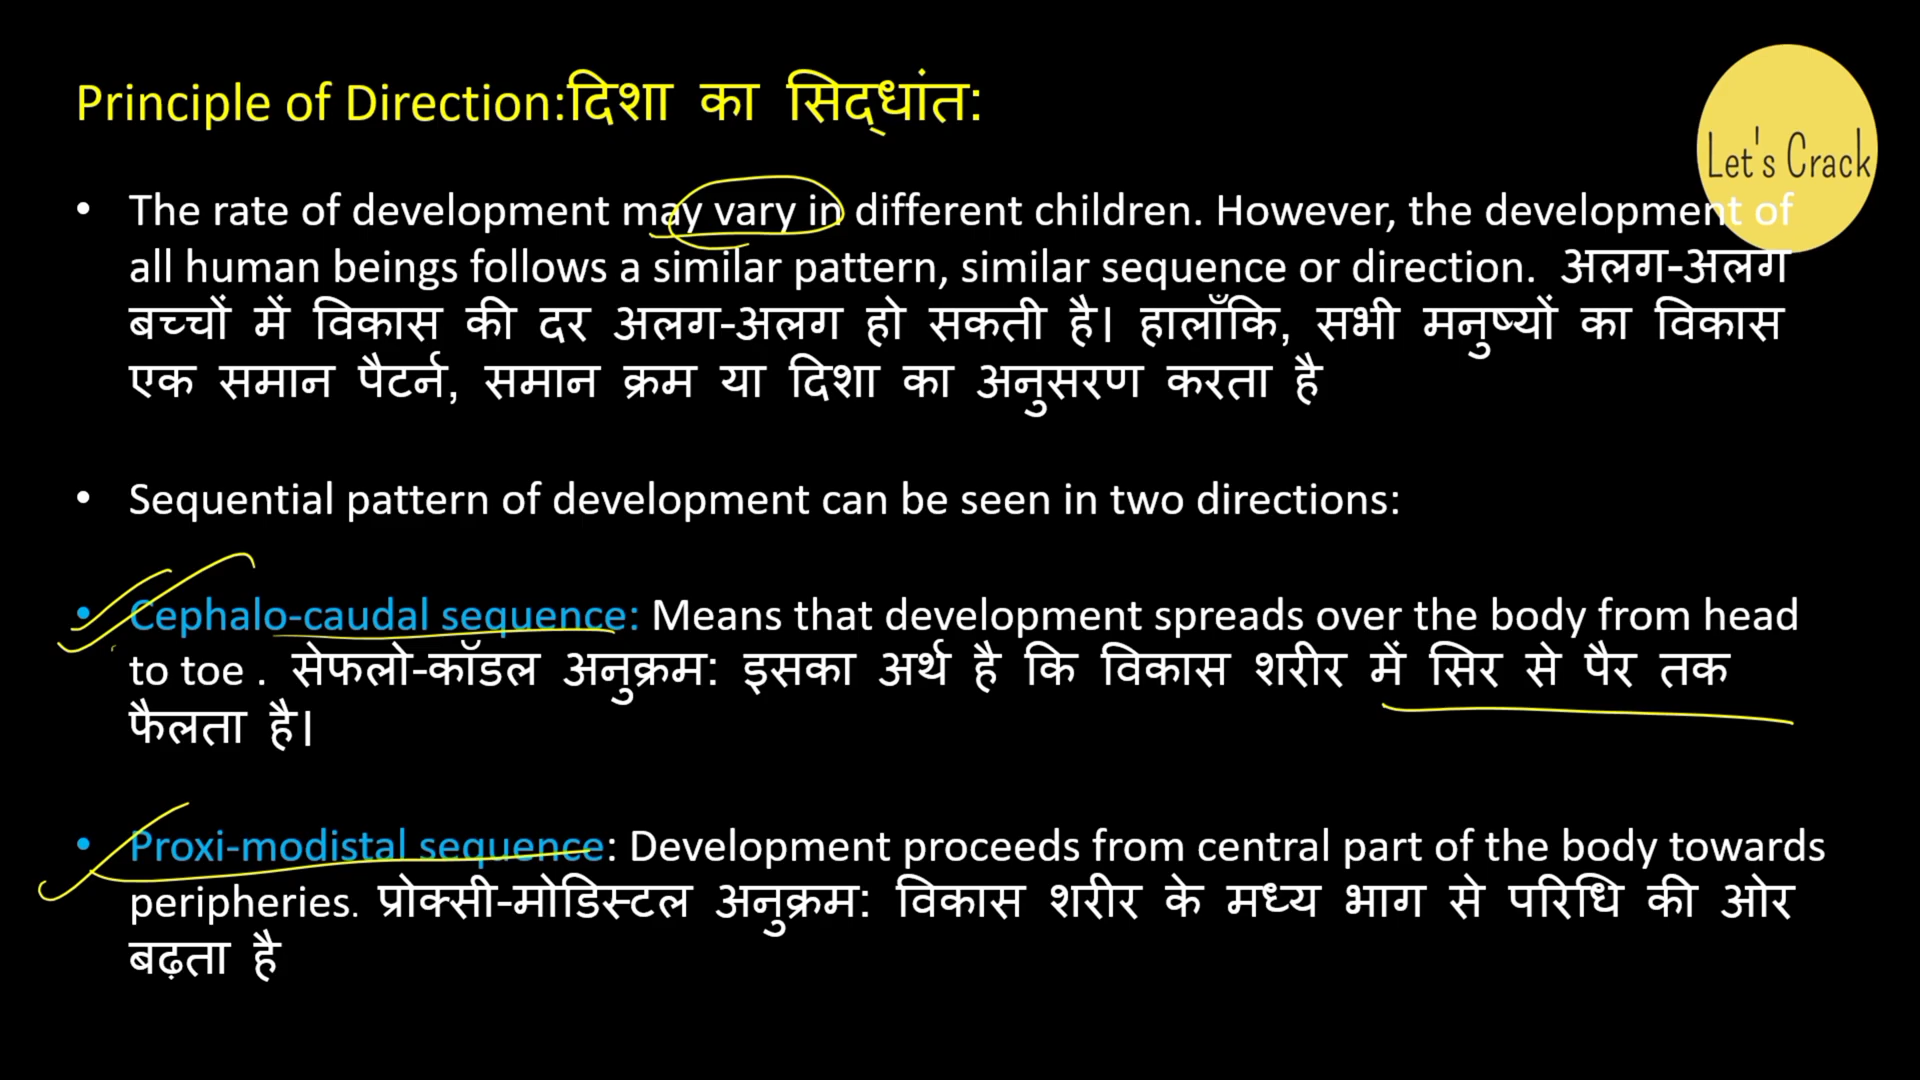 Principle of Direction:दिशा का सिद्धांत:
Let's Crack
• The rate of development may vary in different children. However, the development of
all human beings follows a similar pattern, similar sequence or direction. अलग-अलग
बच्चों में विकास की दर अलग-अलग हो सकती है। हालाँकि, सभी मनुष्यों का विकास
एक समान पैटर्न, समान क्रम या दिशा का अनुसरण करता है
• Sequential pattern of development can be seen in two directions:
• Cephalo-caudal sequence: Means that development spreads over the body from head
to toe . सेफलो-कॉडल अनुक्रम: इसका अर्थ है कि विकास शरीर में सिर से पैर तक
फैलता है।
• Proxi-modistal sequence: Development proceeds from central part of the body towards
peripheries. प्रोक्सी-मोडिस्टल अनुक्रम: विकास शरीर के मध्य भाग से परिधि की ओर
बढ़ता है